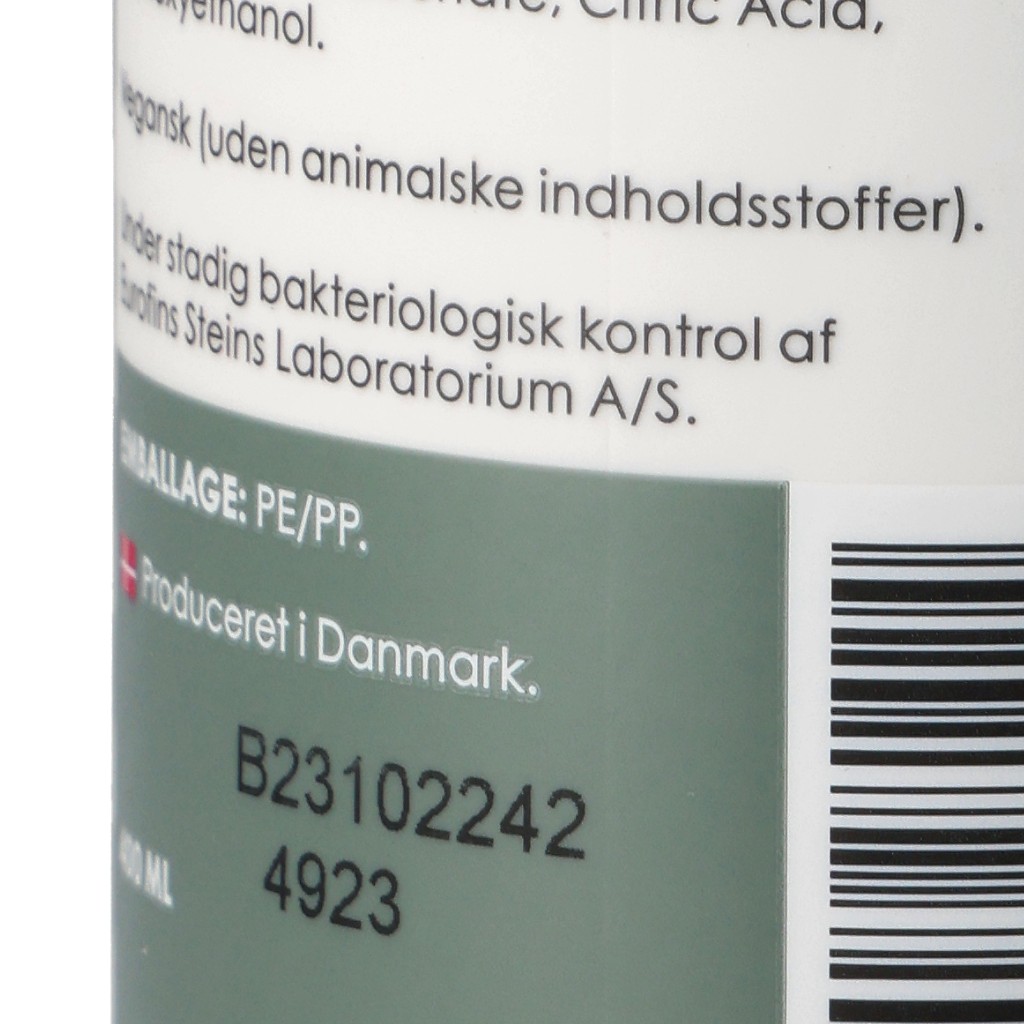 Citric Acid,
Vegansk (uden animalske indholdsstoffer).
Under stadig bakteriologisk kontrol af
Eurofins Steins Laboratorium A/S.
EMBALLAGE: PE/PP.
Produceret i Danmark.
B23102242
4923
400 ML